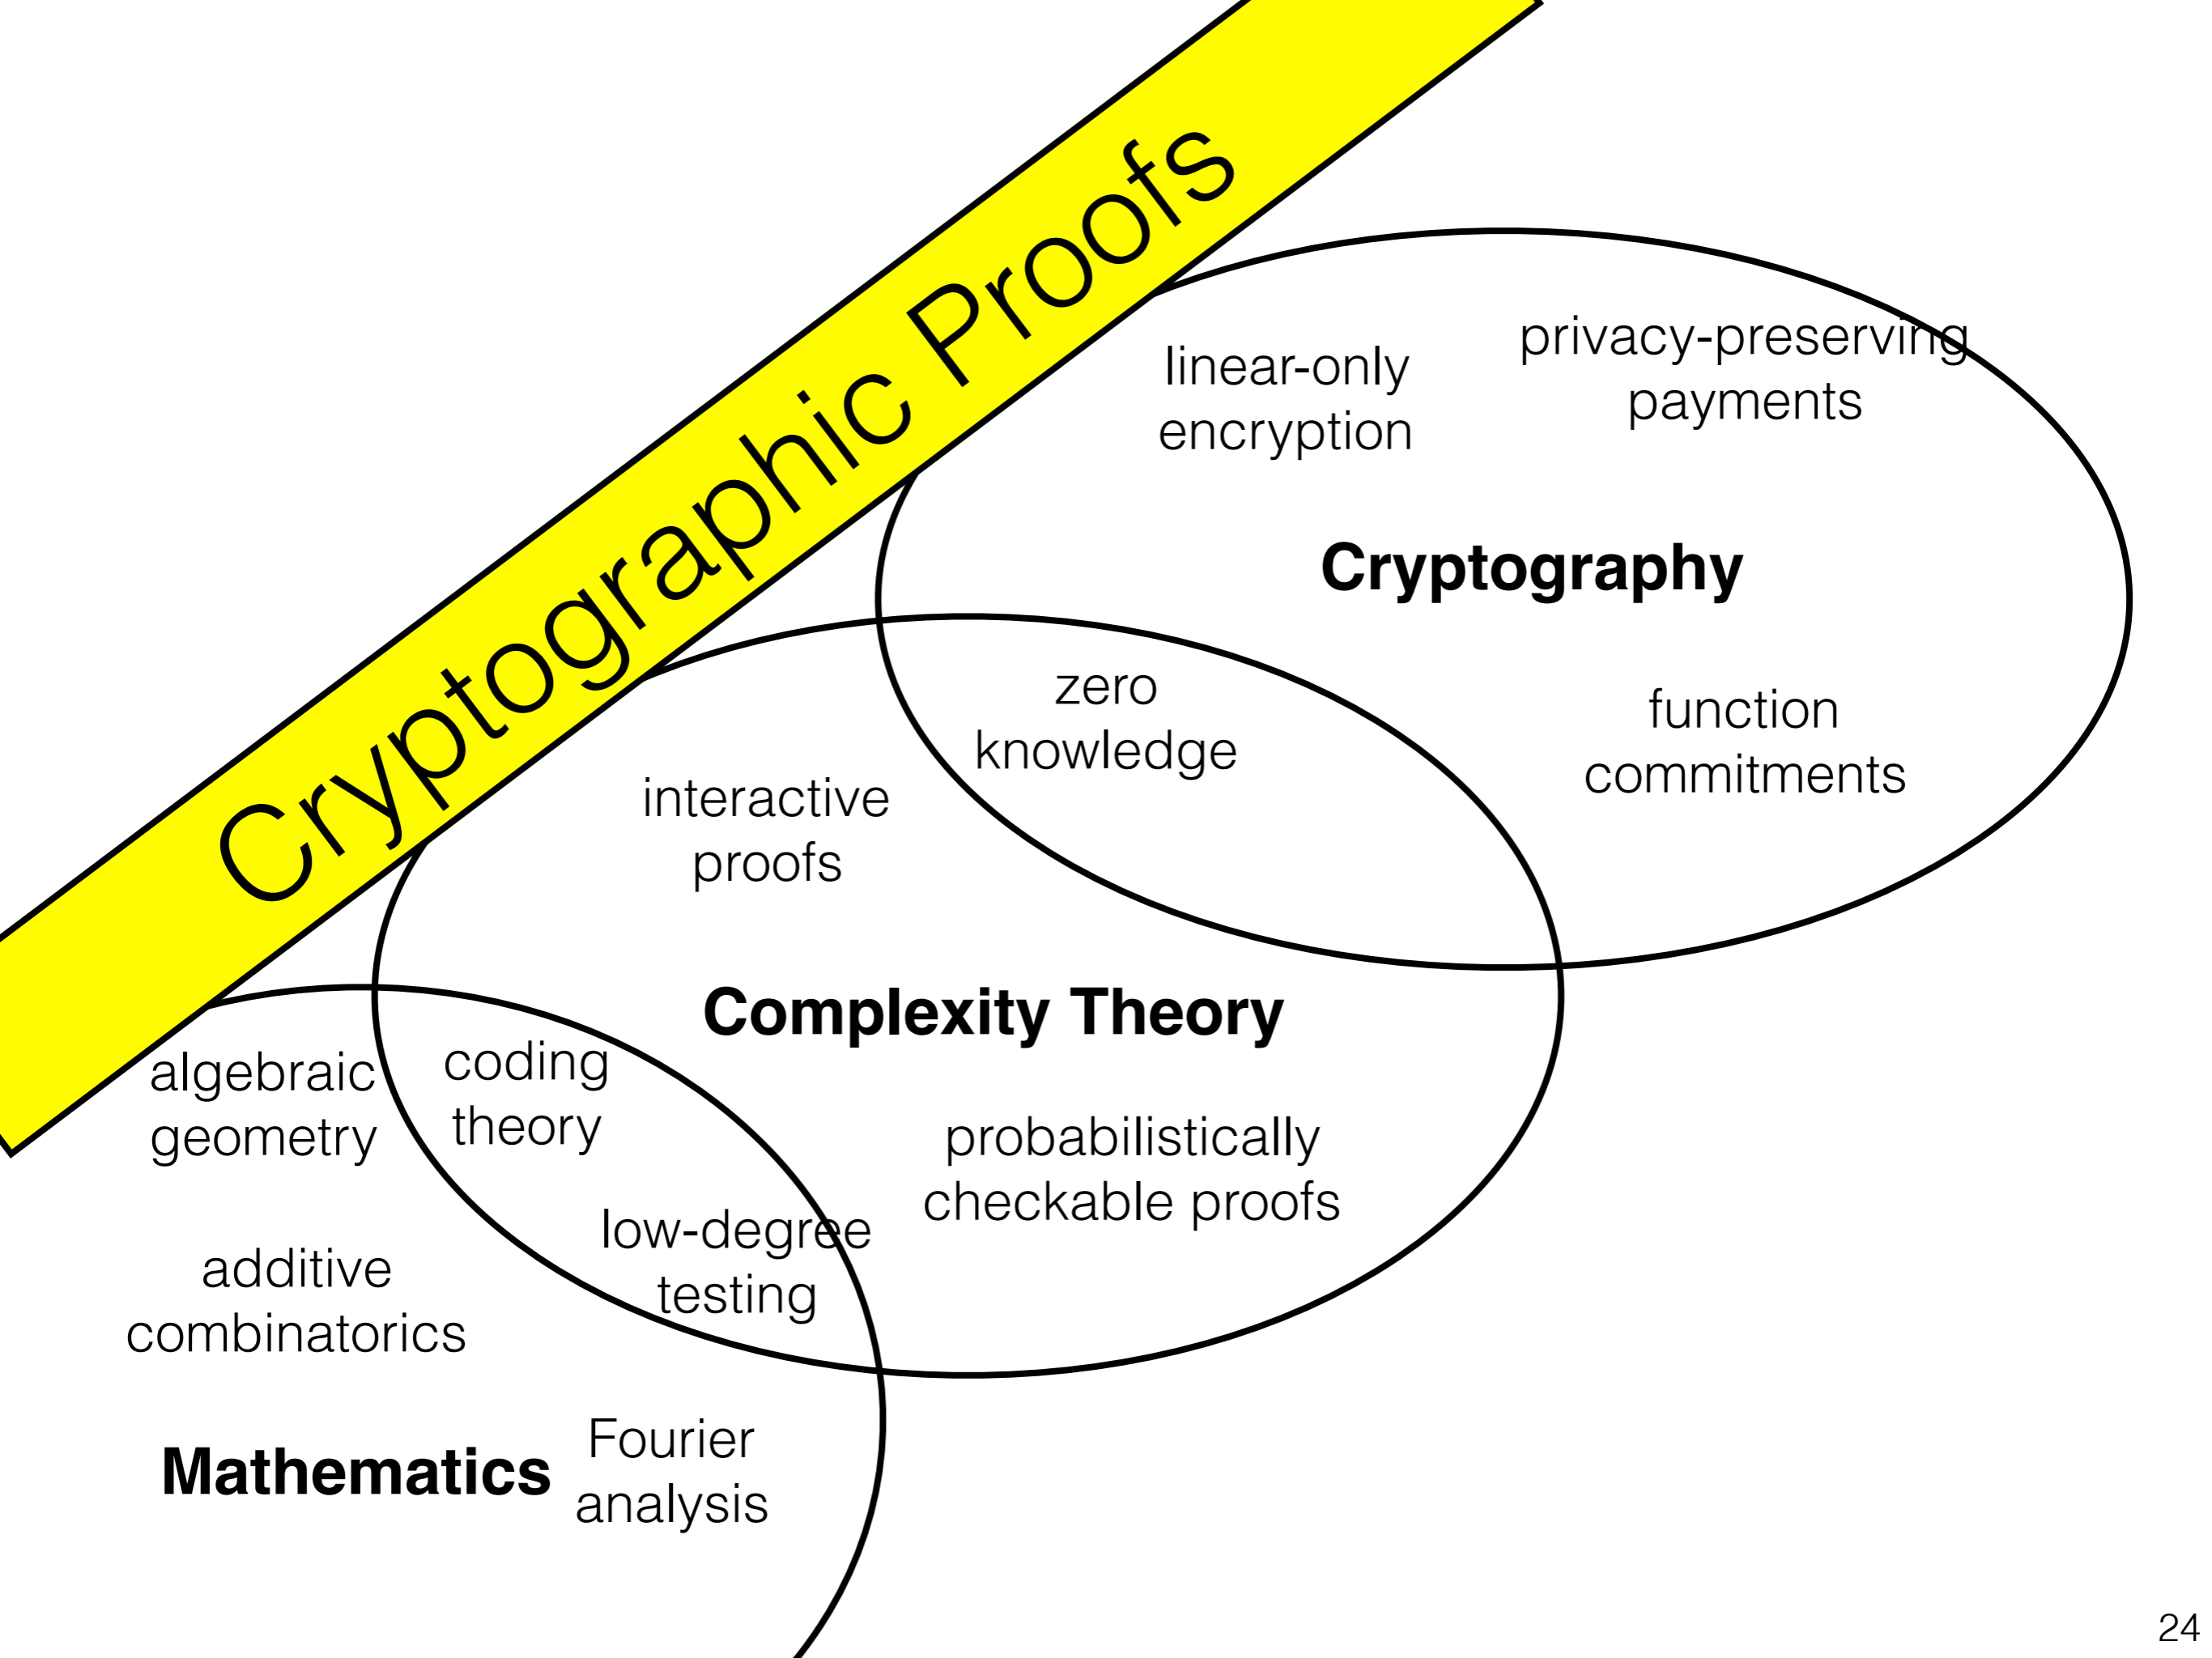 Cryptographic Proofs
linear-only
encryption
privacy-preserving
payments
Cryptography
zero
knowledge
function
commitments
interactive
proofs
Complexity Theory
algebraic
geometry
coding
theory
probabilistically
checkable proofs
low-degree
testing
additive
combinatorics
Mathematics
Fourier
analysis
24